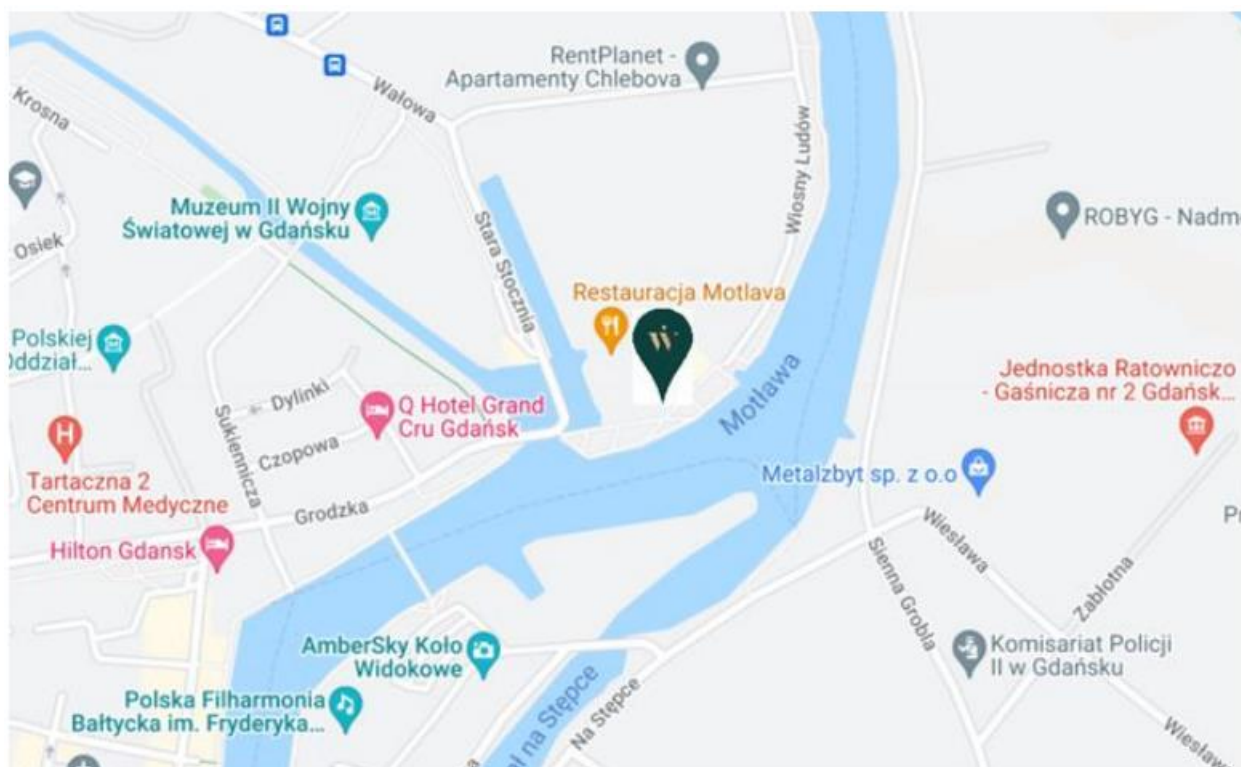 RentPlanet -
Apartamenty Chlebova
Wałowa
Krosna
Wiosny Ludów
Muzeum II Wojny
Światowej w Gdańsku
ROBYG - Nadm
Osiek
Stara Stocznia
Restauracja Motlava
W
Polskiej
Oddział...
Motława
Jednostka Ratowniczo
- Gaśnicza nr 2 Gdańsk...
Dylinki
Q Hotel Grand
Cru Gdańsk
Czopowa
Sukiennicza
H
Tartaczna 2
Centrum Medyczne
Metalzbyt sp. z o.o
Grodzka
Wiesława
Hilton Gdansk
Sienna Grobla
Zabłotna
AmberSky Koło
Widokowe
Komisariat Policji
II w Gdańsku
Polska Filharmonia
Bałtycka im. Fryderyka...
na Stępce
Na Stępce
Wiesław